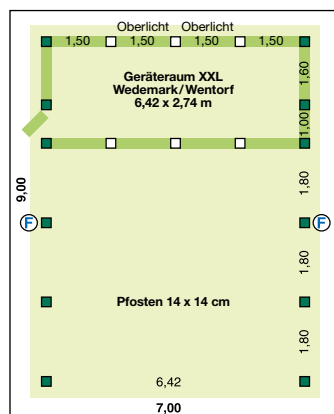 Oberlicht Oberlicht
1,50 1,50 1,50 1,50
Geräteraum XXL
Wedemark/Wentorf
6,42 x 2,74 m
1,60
1,00
9,00
1,80
F F
1,80
Pfosten 14 x 14 cm
1,80
6,42
7,00